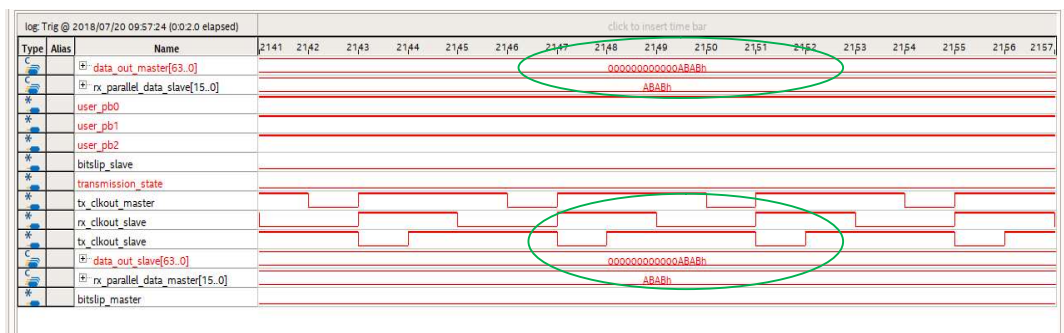 log: Trig @ 2018/07/20 09:57:24 (0:0:2.0 elapsed) click to insert time bar
Type Alias Name 2141 2142 2143 2144 2145 2146 2147 2148 2149 2150 2151 2152 2153 2154 2155 2156 2157
data_out_master[63..0] 000000000000ABABh
rx_parallel_data_slave[15..0] ABABh
user_pb0
user_pb1
user_pb2
bitslip_slave
transmission_state
tx_clkout_master
rx_clkout_slave
tx_clkout_slave
data_out_slave[63..0] 000000000000ABABh
rx_parallel_data_master[15..0] ABABh
bitslip_master